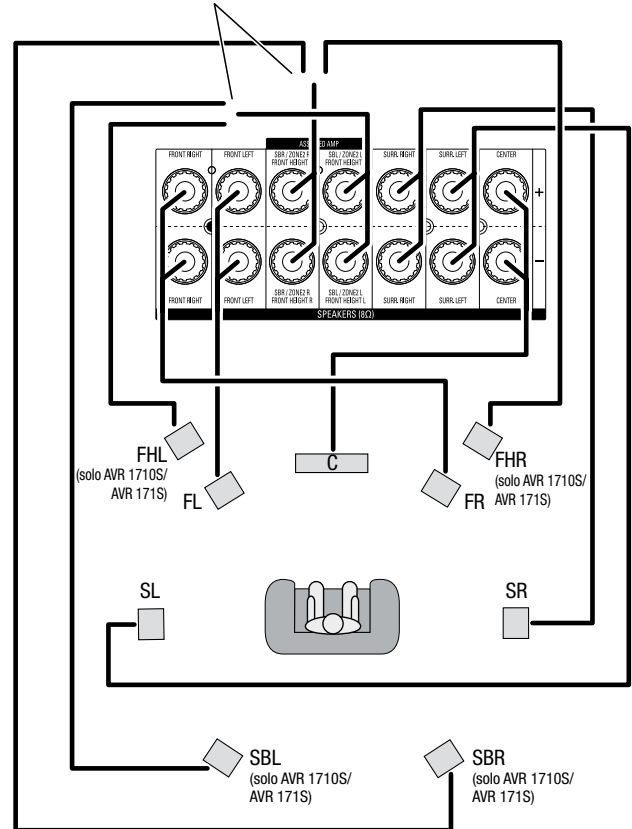 ASSIGNED AMP
FRONT RIGHT
FRONT LEFT
SBR / ZONE2 R
FRONT HEIGHT R
SBL / ZONE2 L
FRONT HEIGHT L
SURR. RIGHT
SURR. LEFT
CENTER
+
–
FRONT RIGHT
FRONT LEFT
SBR / ZONE2 R
FRONT HEIGHT R
SBL / ZONE2 L
FRONT HEIGHT L
SURR. RIGHT
SURR. LEFT
CENTER
SPEAKERS (8Ω)
FHL
(solo AVR 1710S/
AVR 171S)
FL
C
FR
FHR
(solo AVR 1710S/
AVR 171S)
SL
SR
SBL
(solo AVR 1710S/
AVR 171S)
SBR
(solo AVR 1710S/
AVR 171S)